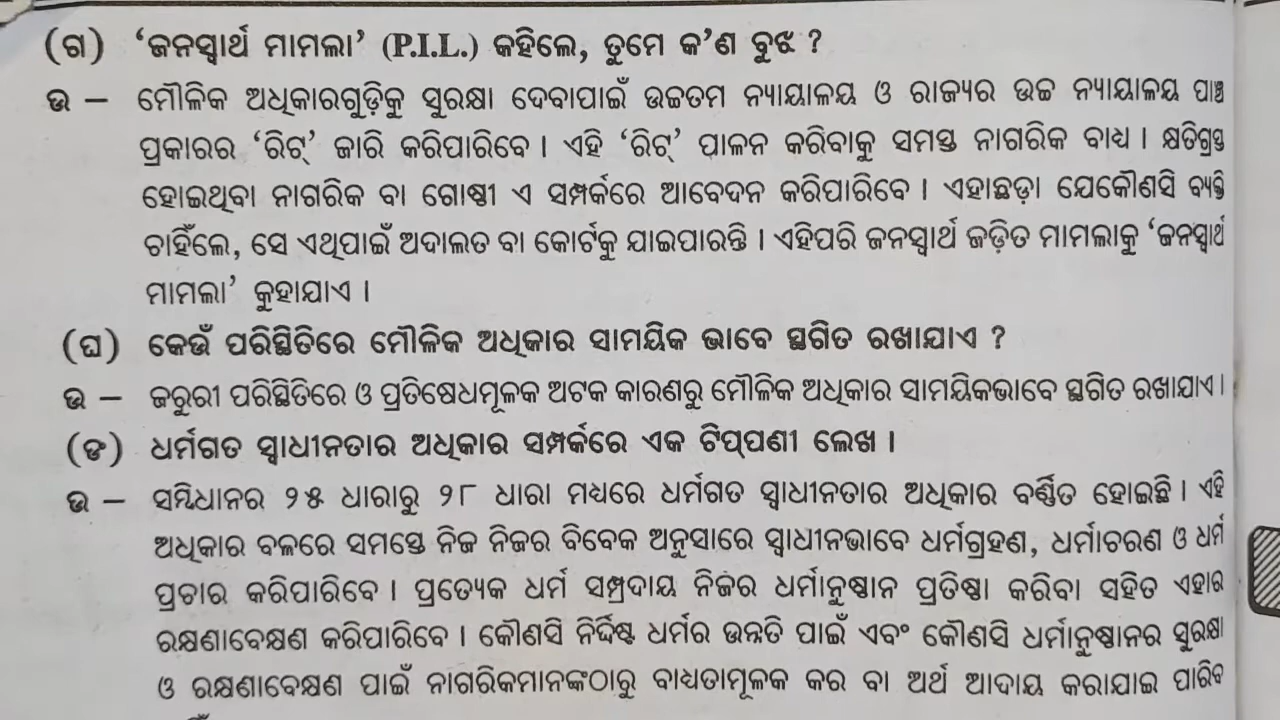 (ଗ) ‘ଜନସ୍ୱାର୍ଥ ମାମଲା’ (P.I.L.) କହିଲେ, ତୁମେ କ’ଣ ବୁଝ ?
ଉ – ମୌଳିକ ଅଧିକାରଗୁଡ଼ିକୁ ସୁରକ୍ଷା ଦେବାପାଇଁ ଉଚ୍ଚତମ ନ୍ୟାୟାଳୟ ଓ ରାଜ୍ୟର ଉଚ୍ଚ ନ୍ୟାୟାଳୟ ପାଞ୍ଚ
ପ୍ରକାରର ‘ରିଟ୍’ ଜାରି କରିପାରିବେ । ଏହି ‘ରିଟ୍’ ପାଳନ କରିବାକୁ ସମସ୍ତ ନାଗରିକ ବାଧ୍ୟ । କ୍ଷତିଗ୍ରସ୍ତ
ହୋଇଥିବା ନାଗରିକ ବା ଗୋଷ୍ଠୀ ଏ ସମ୍ପର୍କରେ ଆବେଦନ କରିପାରିବେ । ଏହାଛଡ଼ା ଯେକୌଣସି ବ୍ୟକ୍ତି
ଚାହିଁଲେ, ସେ ଏଥିପାଇଁ ଅଦାଲତ ବା କୋର୍ଟକୁ ଯାଇପାରନ୍ତି । ଏହିପରି ଜନସ୍ୱାର୍ଥ ଜଡ଼ିତ ମାମଲାକୁ ‘ଜନସ୍ୱାର୍ଥ
ମାମଲା’ କୁହାଯାଏ ।
(ଘ) କେଉଁ ପରିସ୍ଥିତିରେ ମୌଳିକ ଅଧିକାର ସାମୟିକ ଭାବେ ସ୍ଥଗିତ ରଖାଯାଏ ?
ଉ – ଜରୁରୀ ପରିସ୍ଥିତିରେ ଓ ପ୍ରତିଷେଧମୂଳକ ଅଟକ କାରଣରୁ ମୌଳିକ ଅଧିକାର ସାମୟିକଭାବେ ସ୍ଥଗିତ ରଖାଯାଏ ।
(ଙ) ଧର୍ମଗତ ସ୍ୱାଧୀନତାର ଅଧିକାର ସମ୍ପର୍କରେ ଏକ ଟିପ୍‌ପଣୀ ଲେଖ ।
ଉ – ସମ୍ବିଧାନର ୨୫ ଧାରାରୁ ୨୮ ଧାରା ମଧ୍ୟରେ ଧର୍ମଗତ ସ୍ୱାଧୀନତାର ଅଧିକାର ବର୍ଣ୍ଣିତ ହୋଇଛି । ଏହି
ଅଧିକାର ବଳରେ ସମସ୍ତେ ନିଜ ନିଜର ବିବେକ ଅନୁସାରେ ସ୍ୱାଧୀନଭାବେ ଧର୍ମଗ୍ରହଣ, ଧର୍ମାଚରଣ ଓ ଧର୍ମ
ପ୍ରଚାର କରିପାରିବେ । ପ୍ରତ୍ୟେକ ଧର୍ମ ସମ୍ପ୍ରଦାୟ ନିଜର ଧର୍ମାନୁଷ୍ଠାନ ପ୍ରତିଷ୍ଠା କରିବା ସହିତ ଏହାର
ରକ୍ଷଣାବେକ୍ଷଣ କରିପାରିବେ । କୌଣସି ନିର୍ଦ୍ଦିଷ୍ଟ ଧର୍ମର ଉନ୍ନତି ପାଇଁ ଏବଂ କୌଣସି ଧର୍ମାନୁଷ୍ଠାନର ସୁରକ୍ଷା
ଓ ରକ୍ଷଣାବେକ୍ଷଣ ପାଇଁ ନାଗରିକମାନଙ୍କଠାରୁ ବାଧ୍ୟତାମୂଳକ କର ବା ଅର୍ଥ ଆଦାୟ କରାଯାଇ ପାରିବ